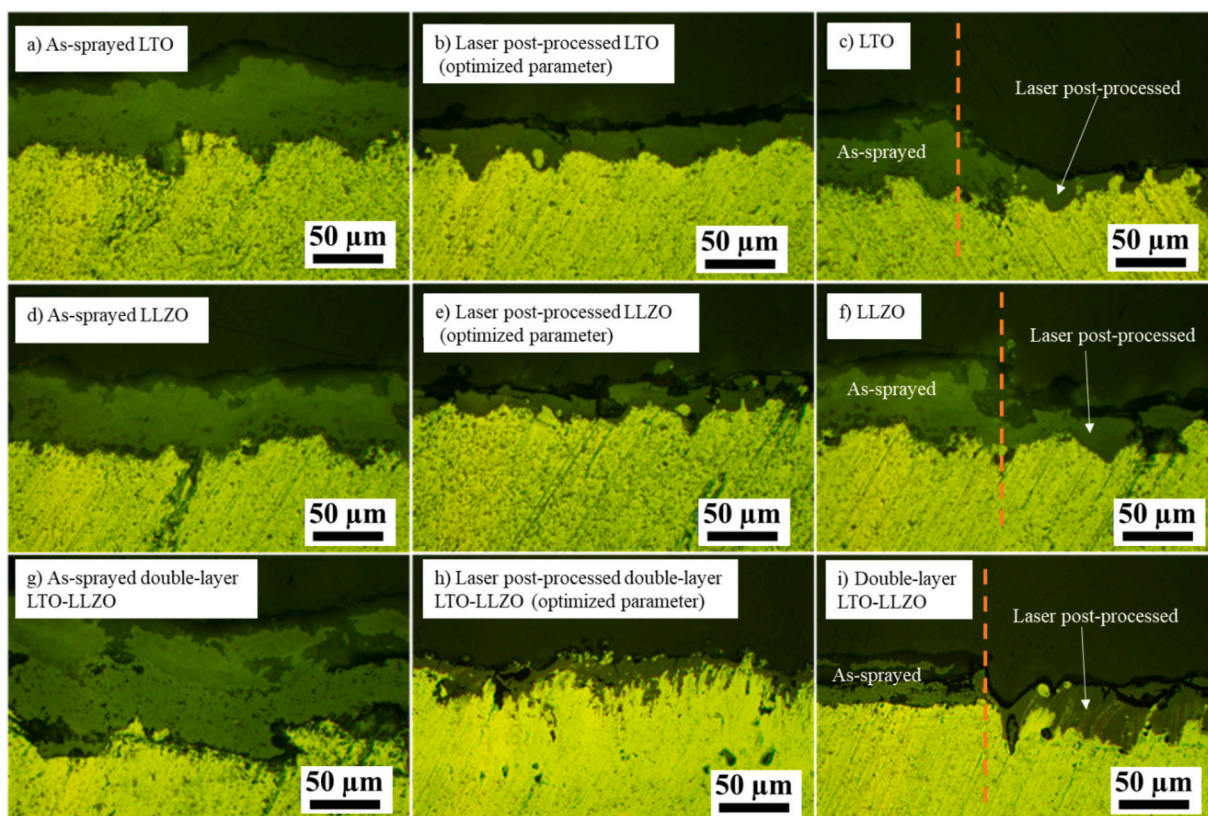 a) As-sprayed LTO
50 µm
b) Laser post-processed LTO
(optimized parameter)
50 µm
c) LTO
Laser post-processed
As-sprayed
50 µm
d) As-sprayed LLZO
50 µm
e) Laser post-processed LLZO
(optimized parameter)
50 µm
f) LLZO
Laser post-processed
As-sprayed
50 µm
g) As-sprayed double-layer
LTO-LLZO
50 µm
h) Laser post-processed double-layer
LTO-LLZO (optimized parameter)
50 µm
i) Double-layer
LTO-LLZO
Laser post-processed
As-sprayed
50 µm